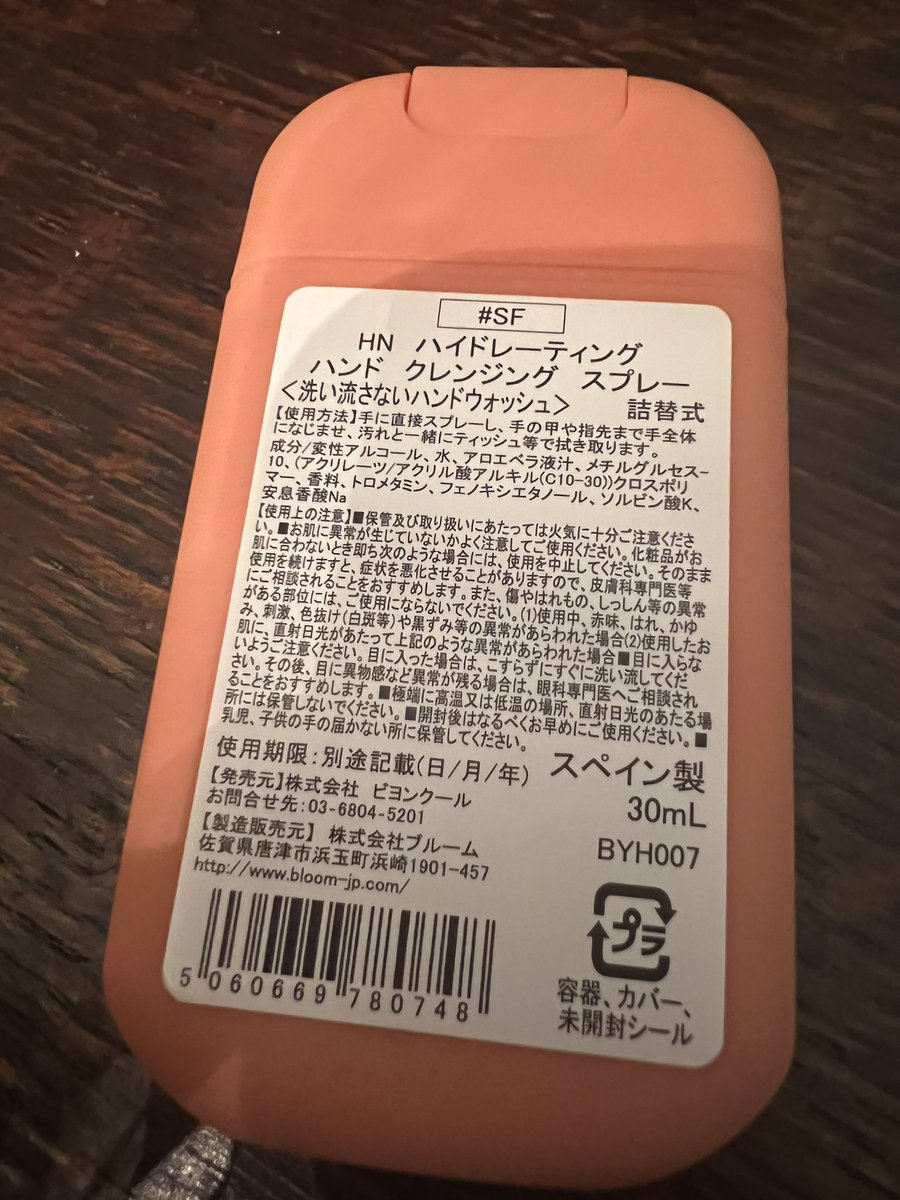 #SF
HN ハイドレーティング
ハンド クレンジング スプレー
<洗い流さないハンドウォッシュ> 詰替式
【使用方法】手に直接スプレーし、手の甲や指先まで手全体
になじませ、汚れと一緒にティッシュ等で拭き取ります。
成分/変性アルコール、水、アロエベラ液汁、メチルグルセス-
10、(アクリレーツ/アクリル酸アルキル(C10-30))クロスポリ
マー、香料、トロメタミン、フェノキシエタノール、ソルビン酸K、
安息香酸Na
【使用上の注意】■保管及び取り扱いにあたっては火気に十分ご注意くださ
い。■お肌に異常が生じていないかよく注意してご使用ください。化粧品がお
肌に合わないとき即ち次のような場合には、使用を中止してください。そのまま
使用を続けますと、症状を悪化させることがありますので、皮膚科専門医等
にご相談されることをおすすめします。また、傷やはれもの、しっしん等の異常
がある部位には、ご使用にならないでください。(1)使用中、赤味、はれ、かゆ
み、刺激、色抜け(白斑等)や黒ずみ等の異常があらわれた場合(2)使用したお
肌に、直射日光があたって上記のような異常があらわれた場合■目に入らな
いようご注意ください。目に入った場合は、こすらずにすぐに洗い流してくだ
さい。その後、目に異物感など異常が残る場合は、眼科専門医へご相談され
ることをおすすめします。■極端に高温又は低温の場所、直射日光のあたる場
所には保管しないでください。■開封後はなるべくお早めにご使用ください。■
乳児、子供の手の届かない所に保管してください。
使用期限:別途記載(日/月/年) スペイン製
【発売元】株式会社 ビヨンクール 30mL
お問合せ先:03-6804-5201
【製造販売元】 株式会社ブルーム BYH007
佐賀県唐津市浜玉町浜崎1901-457
http://www.bloom-jp.com/
プラ
5 060669 780748
容器、カバー、
未開封シール